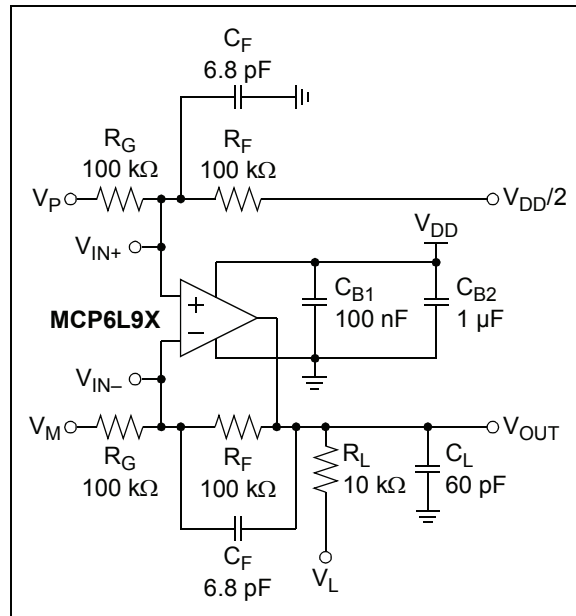 C_F
6.8 pF
R_G
100 kΩ
R_F
100 kΩ
V_P
V_DD/2
V_DD
V_IN+
+
C_B1
100 nF
C_B2
1 µF
MCP6L9X
–
V_IN–
V_M
V_OUT
R_G
100 kΩ
R_F
100 kΩ
R_L
10 kΩ
C_L
60 pF
C_F
6.8 pF
V_L